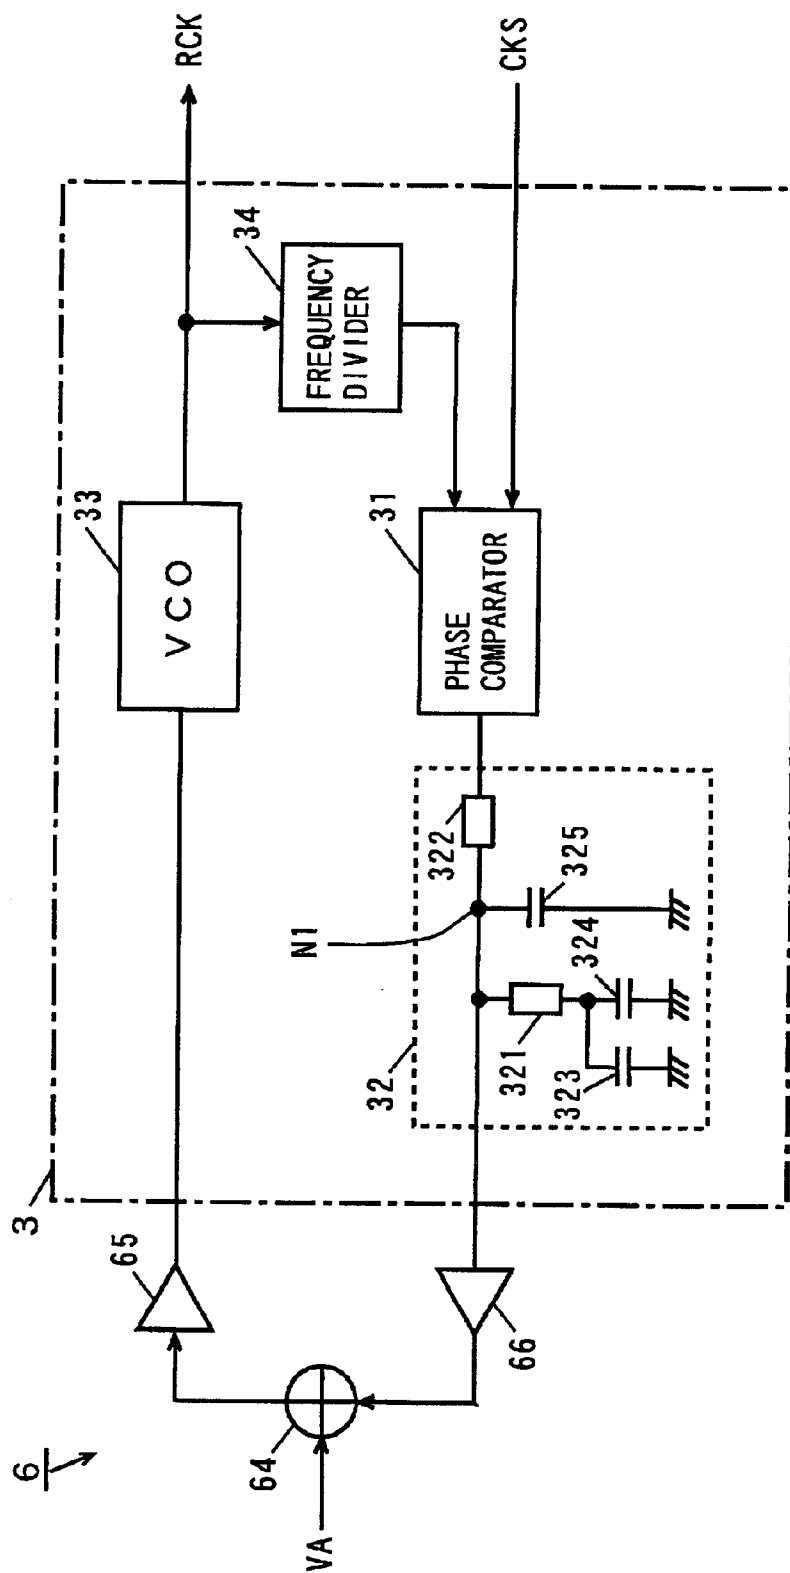 6
3
VA
64
65
66
VCO
33
RCK
FREQUENCY
DIVIDER
34
CKS
PHASE
COMPARATOR
31
32
N1
322
325
324
321
323